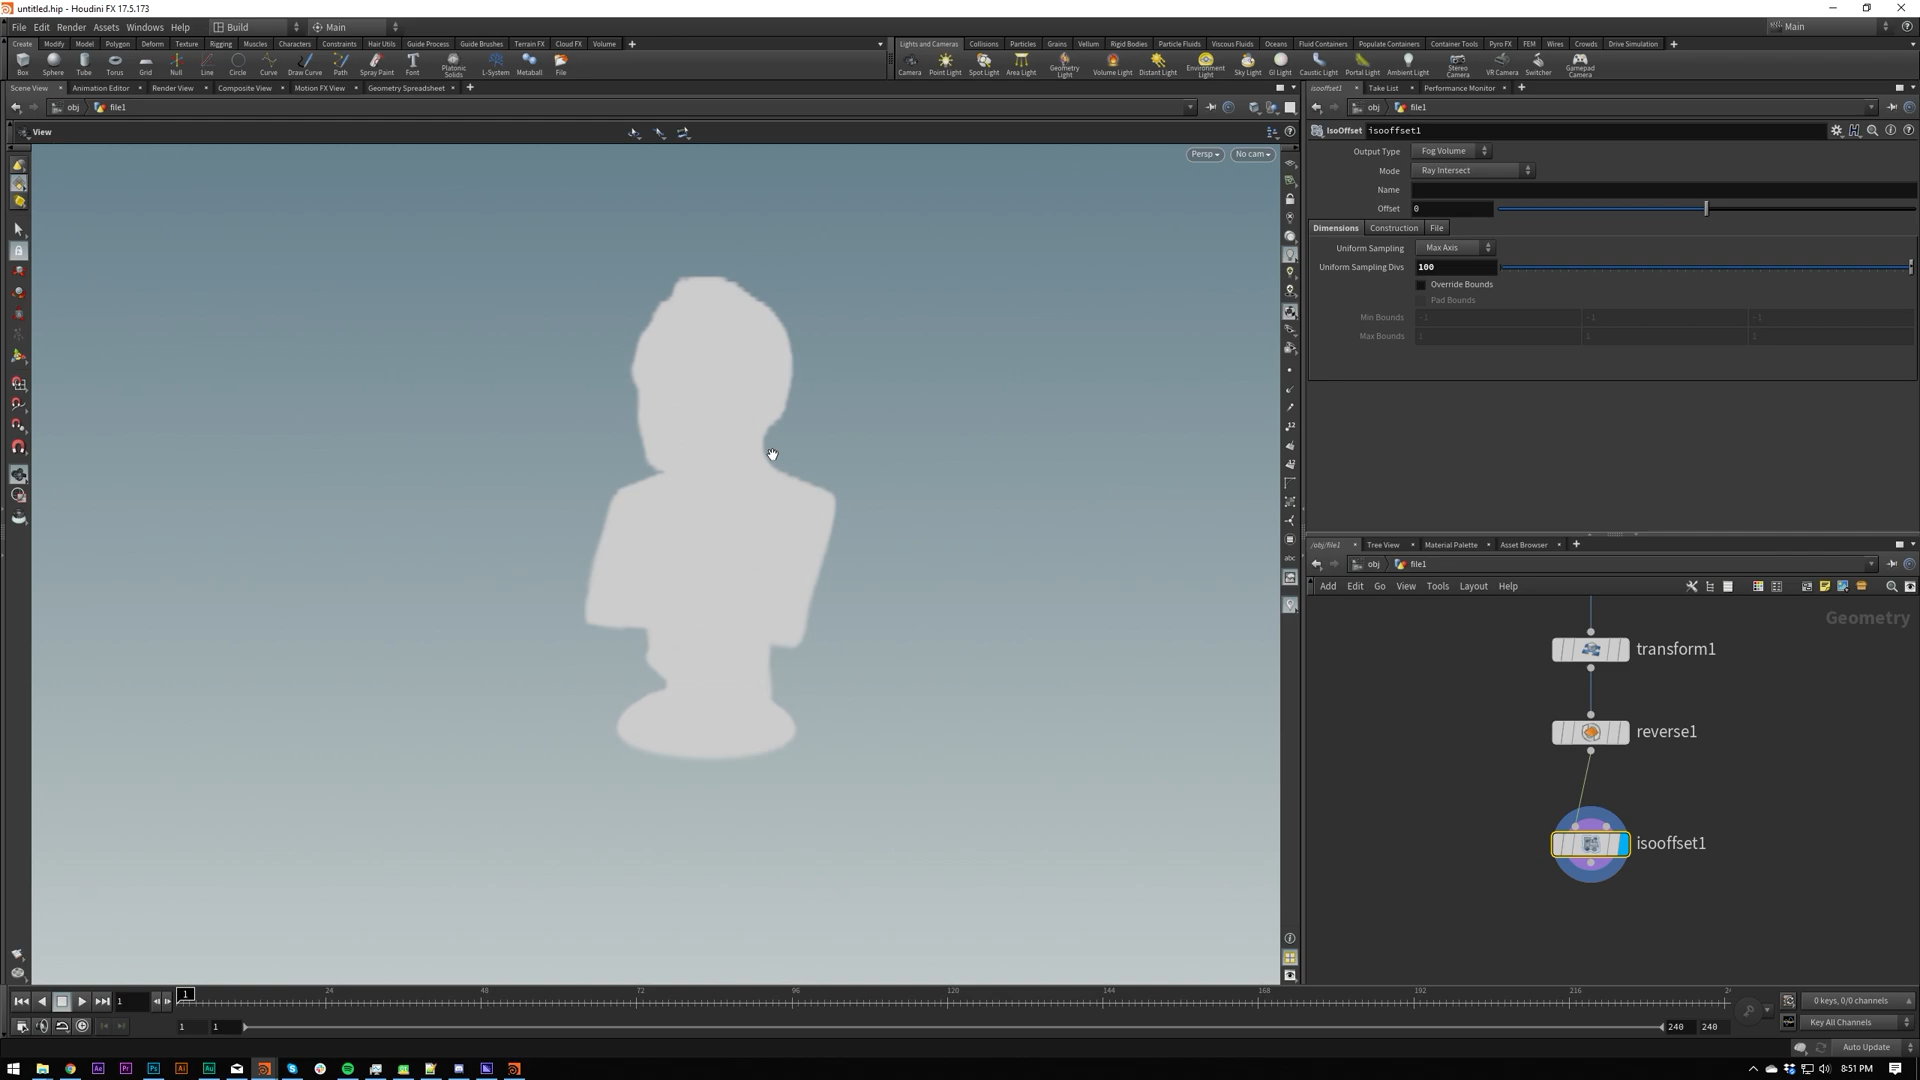 untitled.hip - Houdini FX 17.5.173
File Edit Render Assets Windows Help Build Main Main
Create Modify Model Polygon Deform Texture Rigging Muscles Characters Constraints Hair Utils Guide Process Guide Brushes Terrain FX Cloud FX Volume
Lights and Cameras Collisions Particles Grains Vellum Rigid Bodies Particle Fluids Viscous Fluids Oceans Fluid Containers Populate Containers Container Tools Pyro FX FEM Wires Crowds Drive Simulation
Box Sphere Tube Torus Grid Null Line Circle Curve Draw Curve Path Spray Paint Font Platonic Solids L-System Metaball File
Camera Point Light Spot Light Area Light Geometry Light Volume Light Distant Light Environment Light Sky Light GI Light Caustic Light Portal Light Ambient Light Stereo Camera VR Camera Switcher Gamepad Camera
Scene View Animation Editor Render View Composite View Motion FX View Geometry Spreadsheet
obj file1
View
Persp No cam
isooffset1 Take List Performance Monitor
obj file1
IsoOffset isooffset1
Output Type Fog Volume
Mode Ray Intersect
Name
Offset 0
Dimensions Construction File
Uniform Sampling Max Axis
Uniform Sampling Divs 100
Override Bounds
Pad Bounds
Min Bounds -1 -1 -1
Max Bounds 1 1 1
/obj/file1 Tree View Material Palette Asset Browser
obj file1
Add Edit Go View Tools Layout Help
Geometry
transform1
reverse1
isooffset1
1 1 24 48 72 96 120 144 168 192 216
0 keys, 0/0 channels
1 1 240 240
Key All Channels
Auto Update
8:51 PM